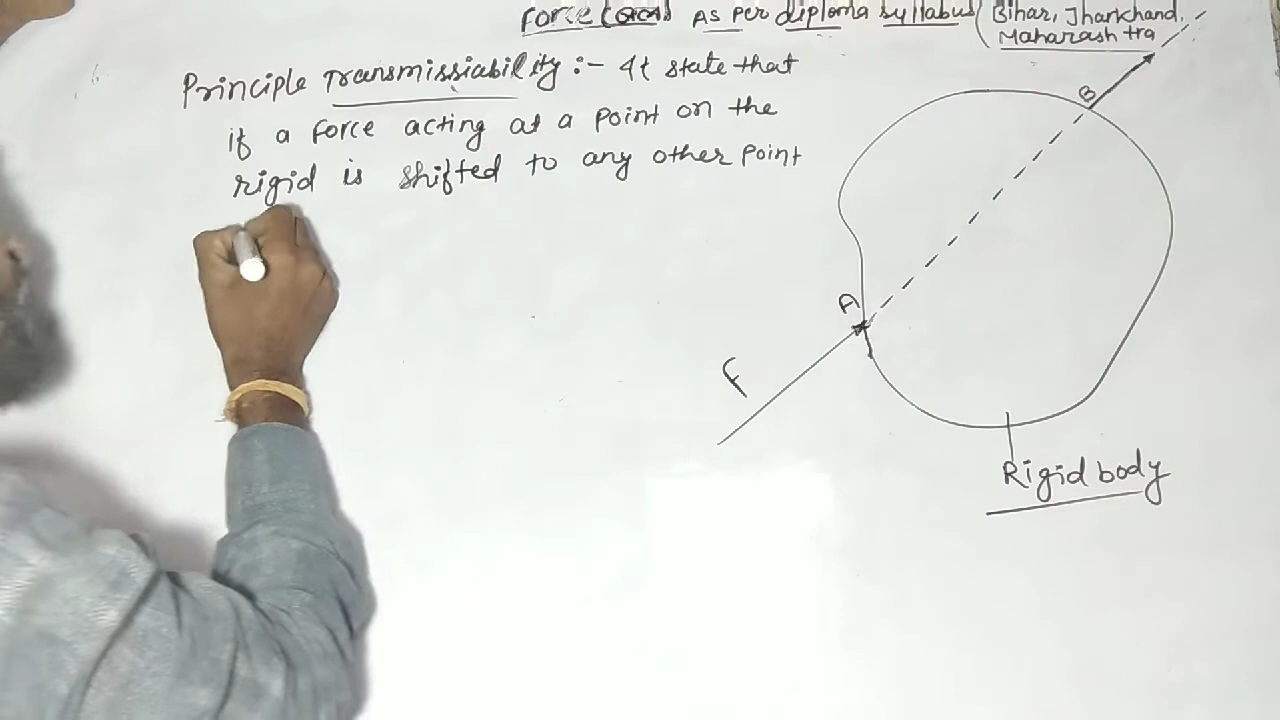 Force ( As per diploma syllabus ( Bihar, Jharkhand,
Maharashtra
Principle Transmissiability :- It state that
if a force acting at a point on the
rigid is shifted to any other point
B
A
F
Rigid body